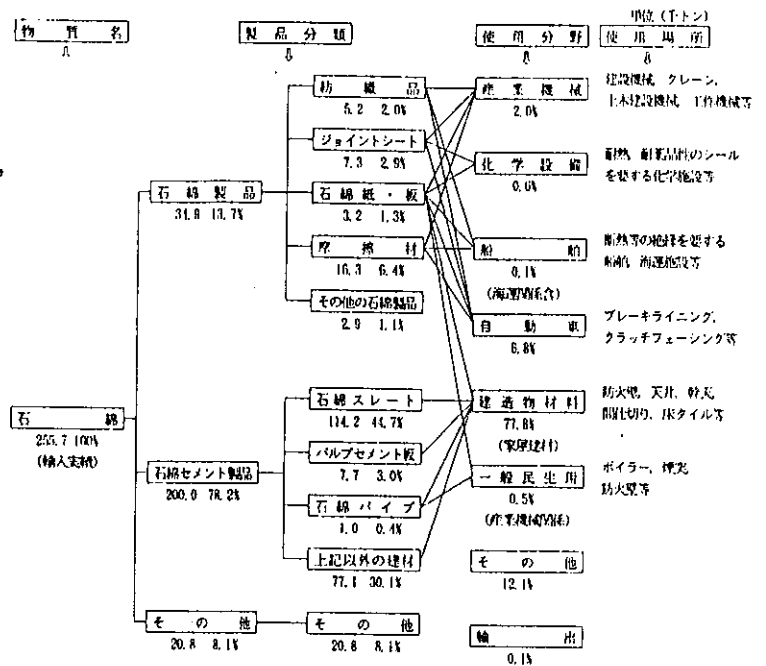 単位(千トン)
物質名
製品分類
使用分野
使用場所
紡織品
5.2 2.0%
ジョイントシート
7.3 2.9%
石綿製品
34.9 13.7%
石綿紙・板
3.2 1.3%
摩擦材
16.3 6.4%
その他の石綿製品
2.9 1.1%
産業機械
2.0%
建設機械 クレーン,
土木建設機械 工作機械等
化学設備
0.6%
耐熱 耐薬品性のシール
を要する化学施設等
船舶
0.1%
(海運関係含)
断熱等の絶縁を要する
船舶, 海運施設等
自動車
6.8%
ブレーキライニング,
クラッチフェーシング等
石綿
255.7 100%
(輸入実績)
石綿セメント製品
200.0 78.2%
石綿スレート
114.2 44.7%
パルプセメント板
7.7 3.0%
石綿パイプ
1.0 0.4%
上記以外の建材
77.1 30.1%
建造物材料
77.8%
(家屋建材)
防火壁, 天井, 軒天,
間仕切り, 床タイル等
一般民生用
0.5%
(産業機械関係)
ボイラー, 煙突
防火壁等
その他
20.8 8.1%
その他
20.8 8.1%
その他
12.1%
輸出
0.1%